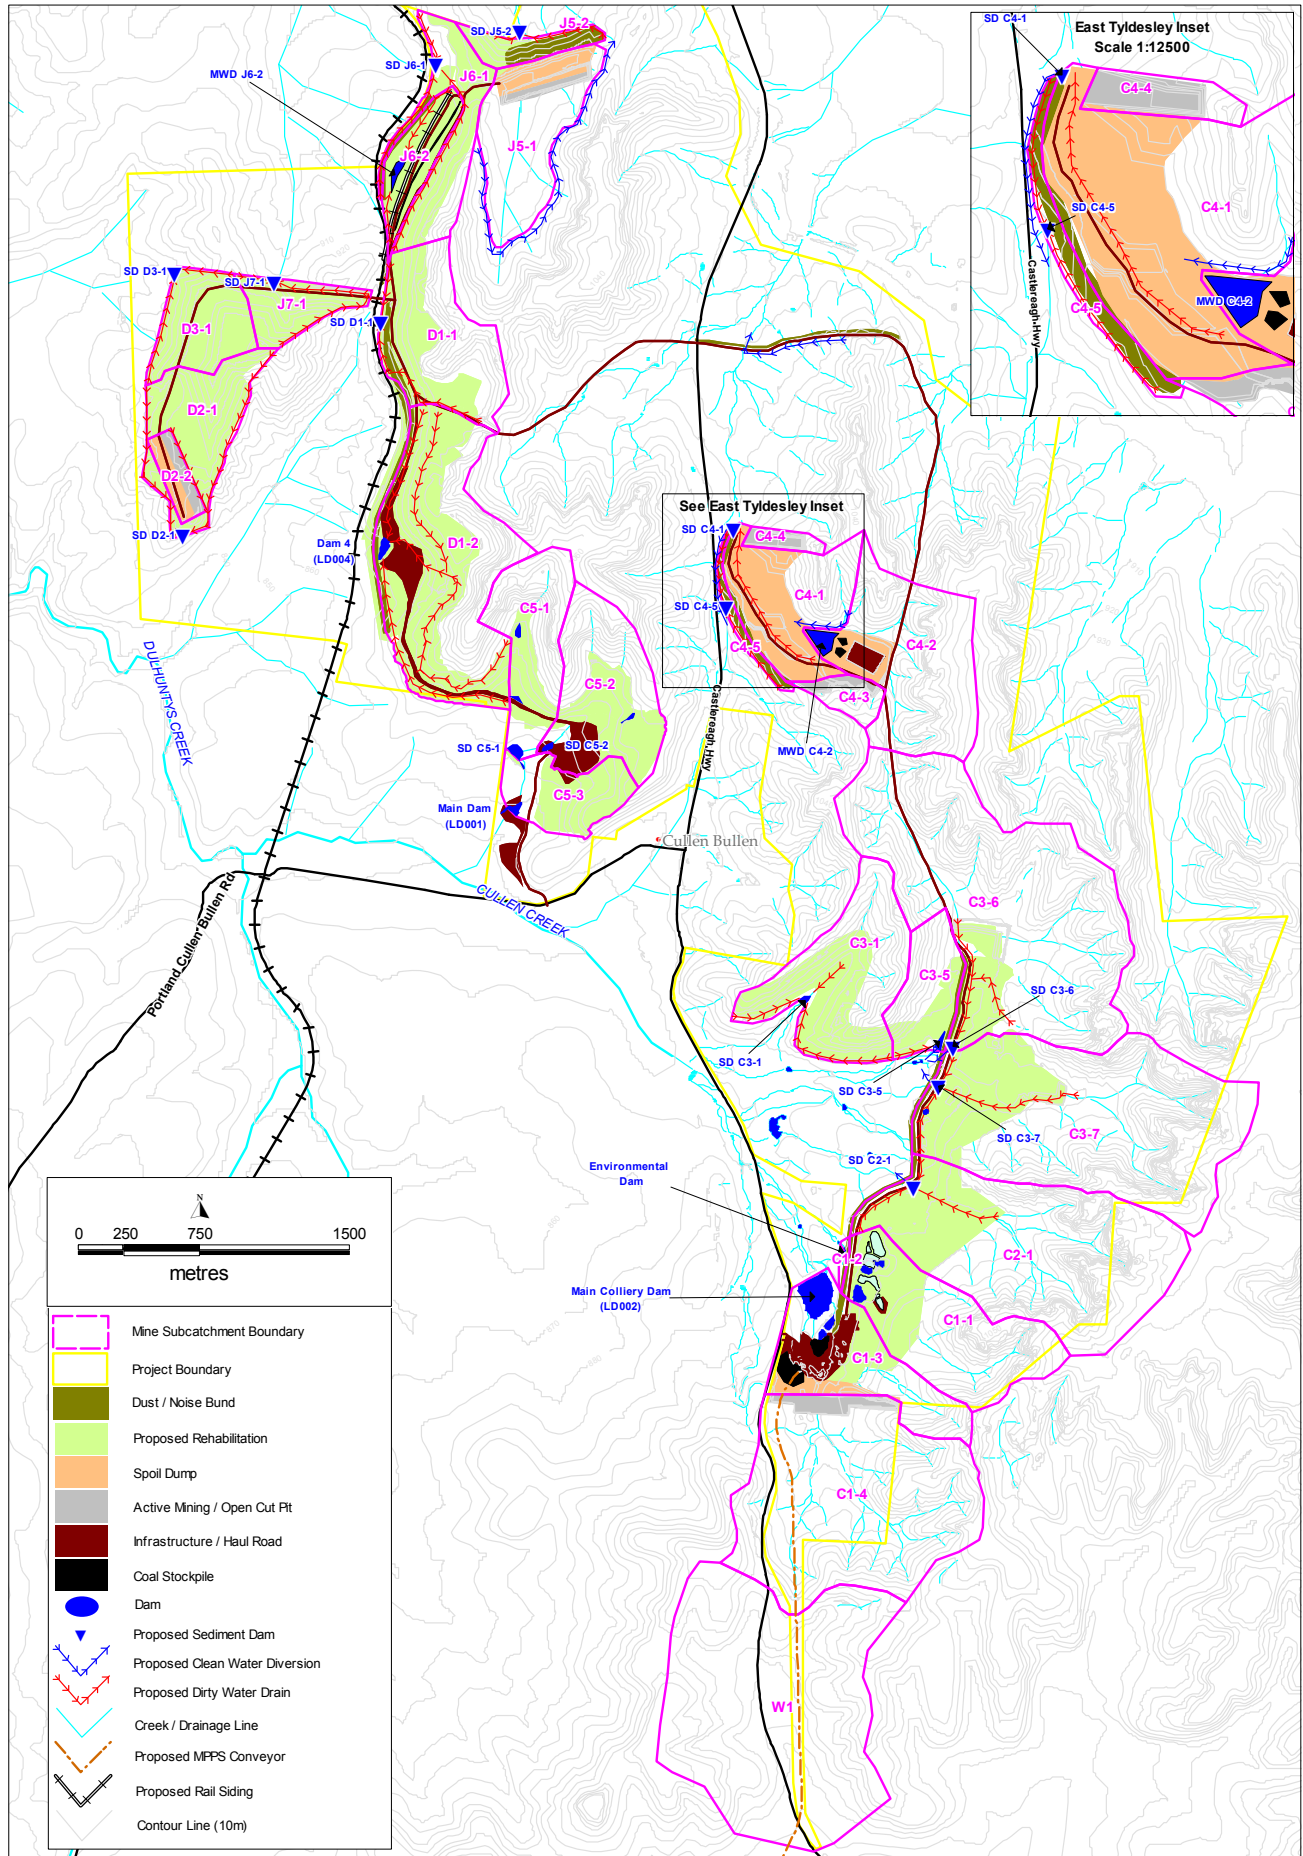 SD C4-1
East Tyldesley Inset
Scale 1:12500
C4-4
C4-1
SD C4-5
MWD C4-2
C4-5
Castlereagh Hwy
C
SD J5-2
J5-2
SD J6-1
MWD J6-2
J6-1
J6-2
J5-1
SD D3-1
SD J7-1
J7-1
SD D1-1
D3-1
D1-1
D2-1
D2-2
SD D2-1
Dam 4
(LD004)
D1-2
See East Tyldesley Inset
SD C4-1
C4-4
C4-1
SD C4-5
C4-5
C4-2
C4-3
MWD C4-2
Castlereagh Hwy
C5-1
C5-2
SD C5-1
SD C5-2
C5-3
Main Dam
(LD001)
DULHUNTYS CREEK
Cullen Bullen
CULLEN CREEK
Portland Cullen Bullen Rd
C3-6
C3-1
C3-5
SD C3-6
SD C3-1
SD C3-5
C3-7
SD C3-7
SD C2-1
Environmental
Dam
C2-1
C1-2
Main Colliery Dam
(LD002)
C1-1
C1-3
C1-4
W1
N
0 250 750 1500
metres
Mine Subcatchment Boundary
Project Boundary
Dust / Noise Bund
Proposed Rehabilitation
Spoil Dump
Active Mining / Open Cut Pit
Infrastructure / Haul Road
Coal Stockpile
Dam
Proposed Sediment Dam
Proposed Clean Water Diversion
Proposed Dirty Water Drain
Creek / Drainage Line
Proposed MPPS Conveyor
Proposed Rail Siding
Contour Line (10m)